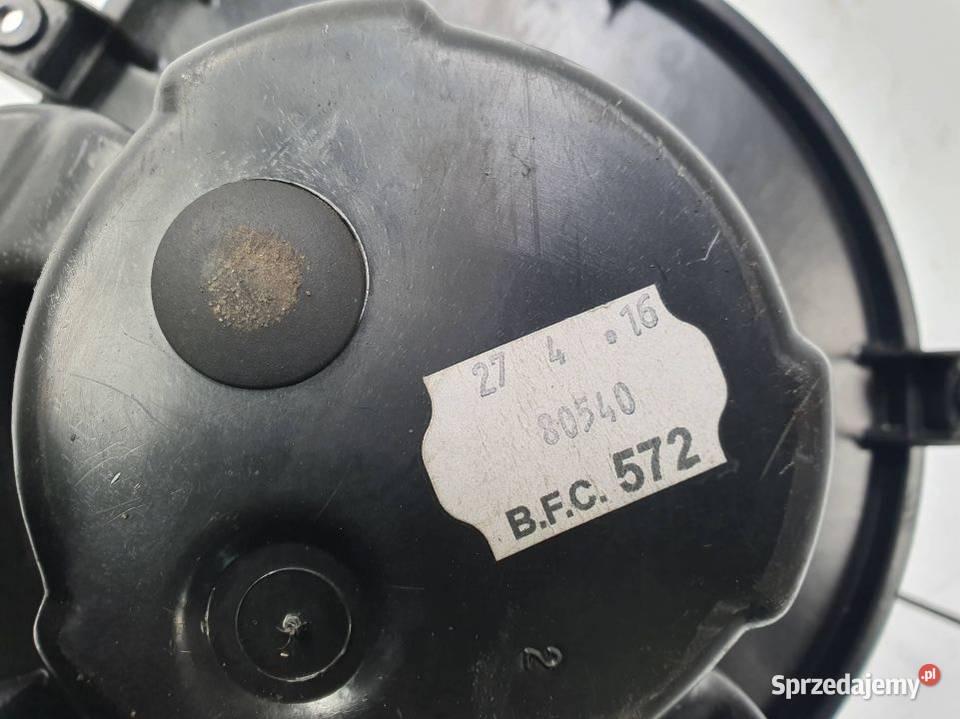 27 4 .16
80540
B.F.C. 572
2
Sprzedajemy.pl